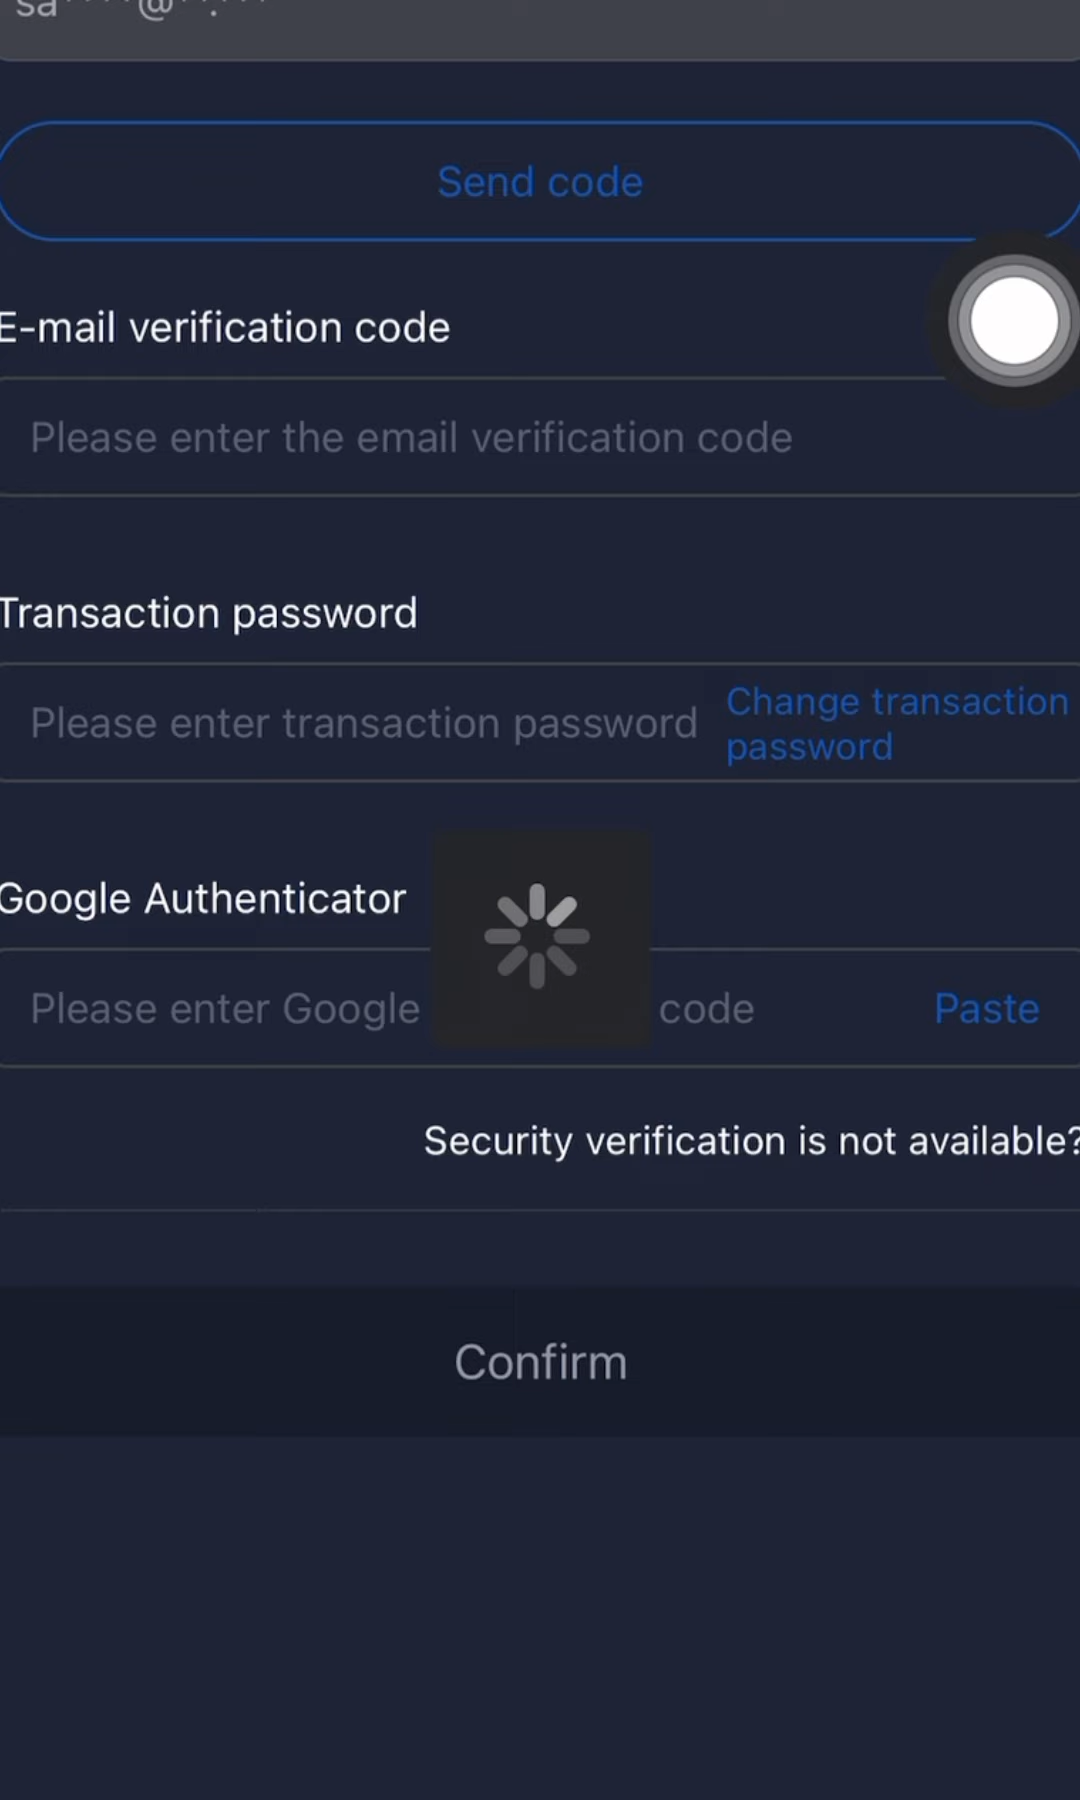 sa****@**.***
Send code
E-mail verification code
Please enter the email verification code
Transaction password
Please enter transaction password
Change transaction
password
Google Authenticator
Please enter Google
code
Paste
Security verification is not available?
Confirm